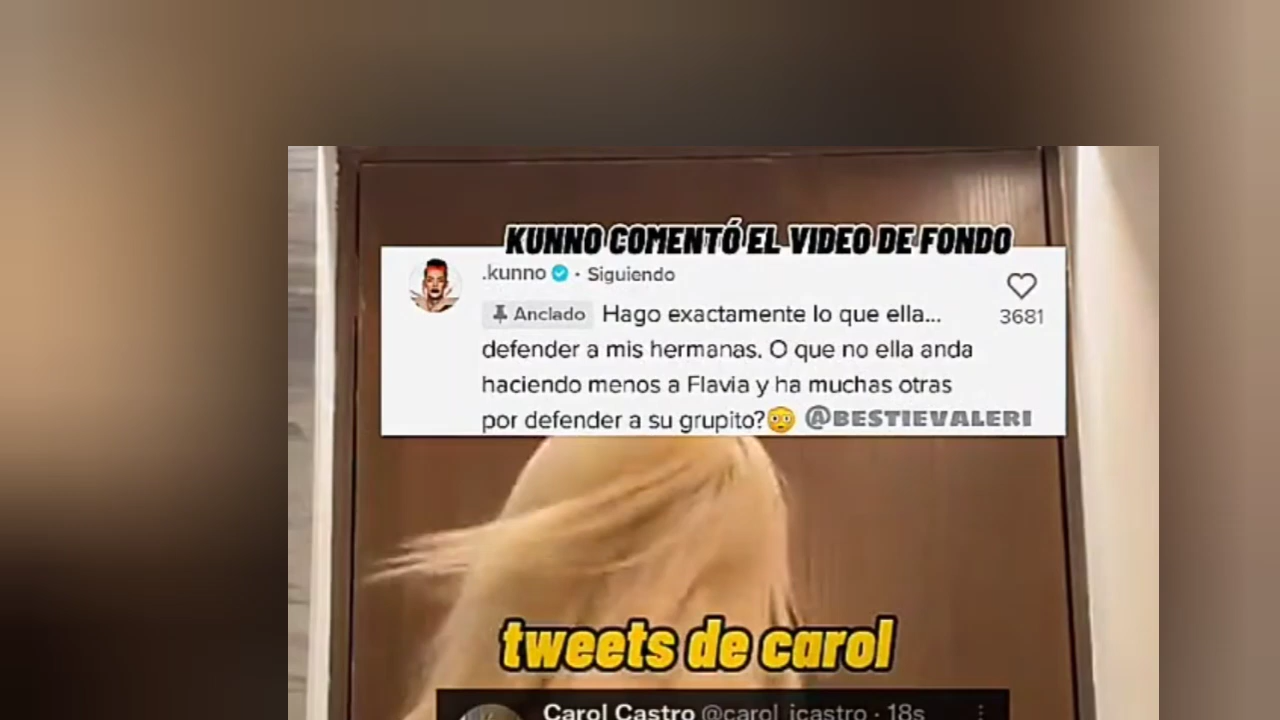 KUNNO COMENTÓ EL VIDEO DE FONDO
.kunno · Siguiendo
Anclado Hago exactamente lo que ella...
3681
defender a mis hermanas. O que no ella anda
haciendo menos a Flavia y ha muchas otras
por defender a su grupito? @BESTIEVALERI
tweets de carol
Carol Castro @carol_jcastro · 18s